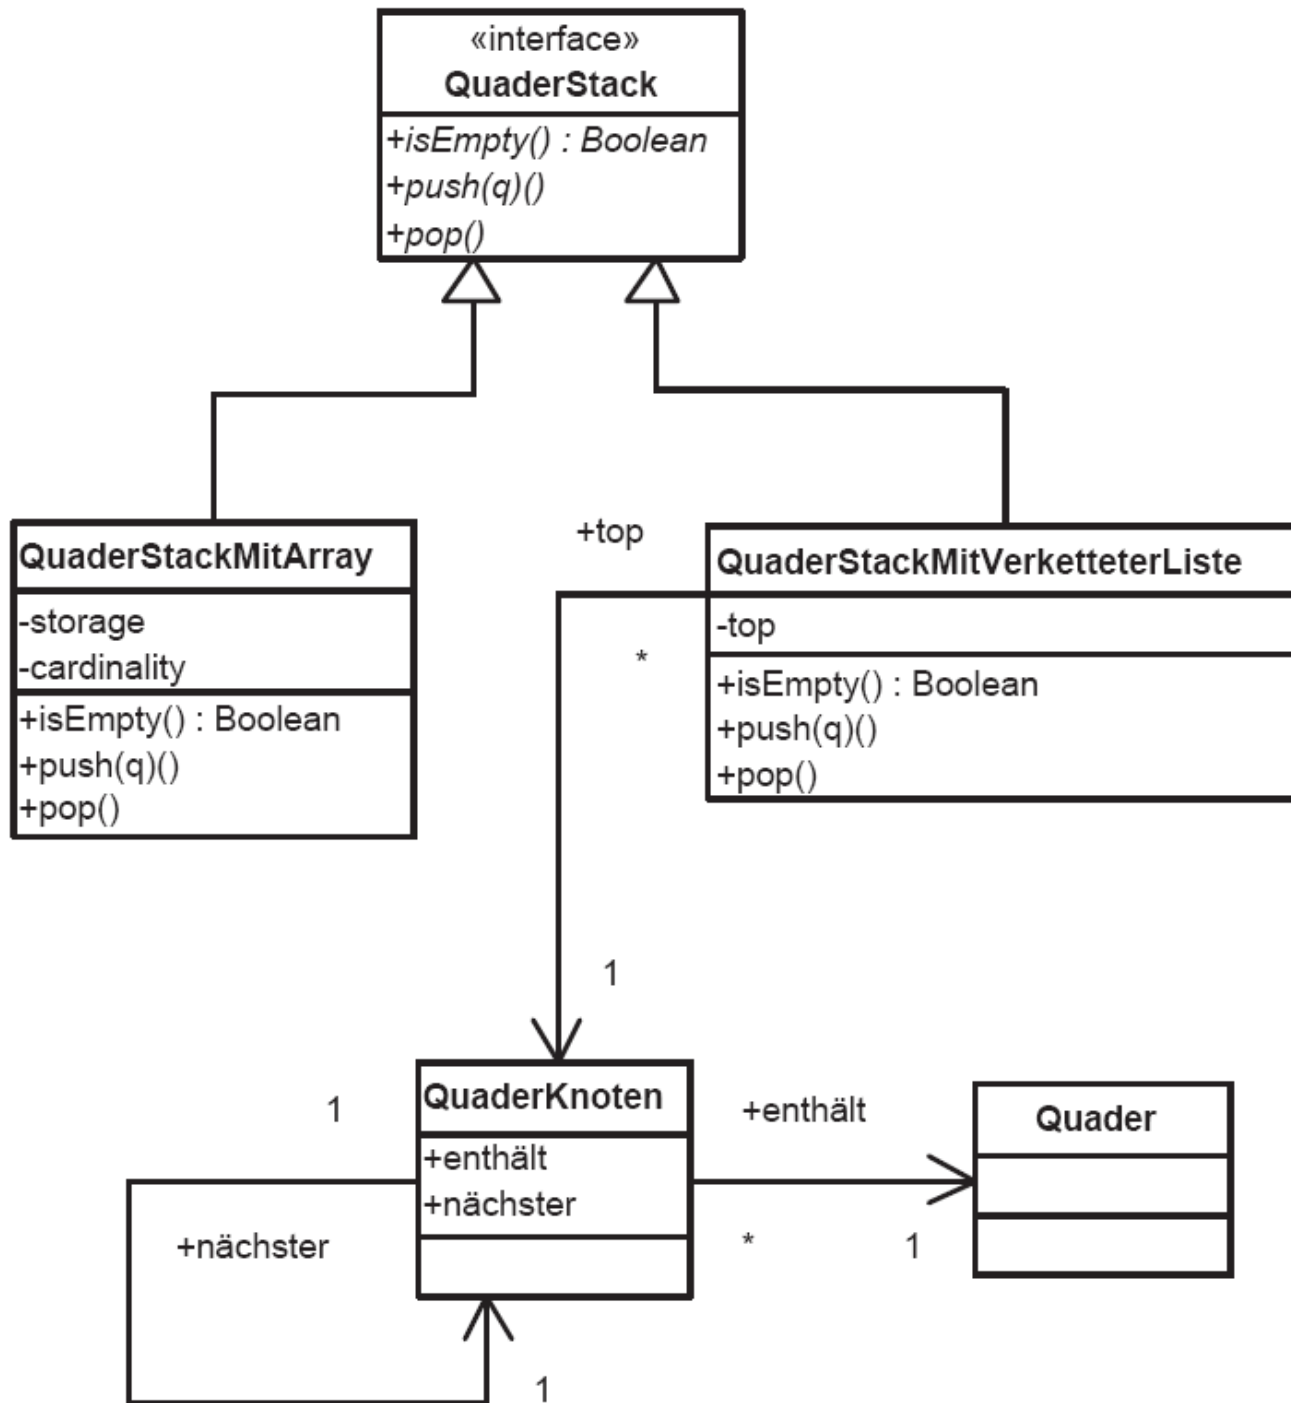 «interface»
QuaderStack
+isEmpty() : Boolean
+push(q)()
+pop()
QuaderStackMitArray
-storage
-cardinality
+isEmpty() : Boolean
+push(q)()
+pop()
+top
*
1
QuaderStackMitVerketteterListe
-top
+isEmpty() : Boolean
+push(q)()
+pop()
1
+nächster
1
QuaderKnoten
+enthält
+nächster
+enthält
*
1
Quader